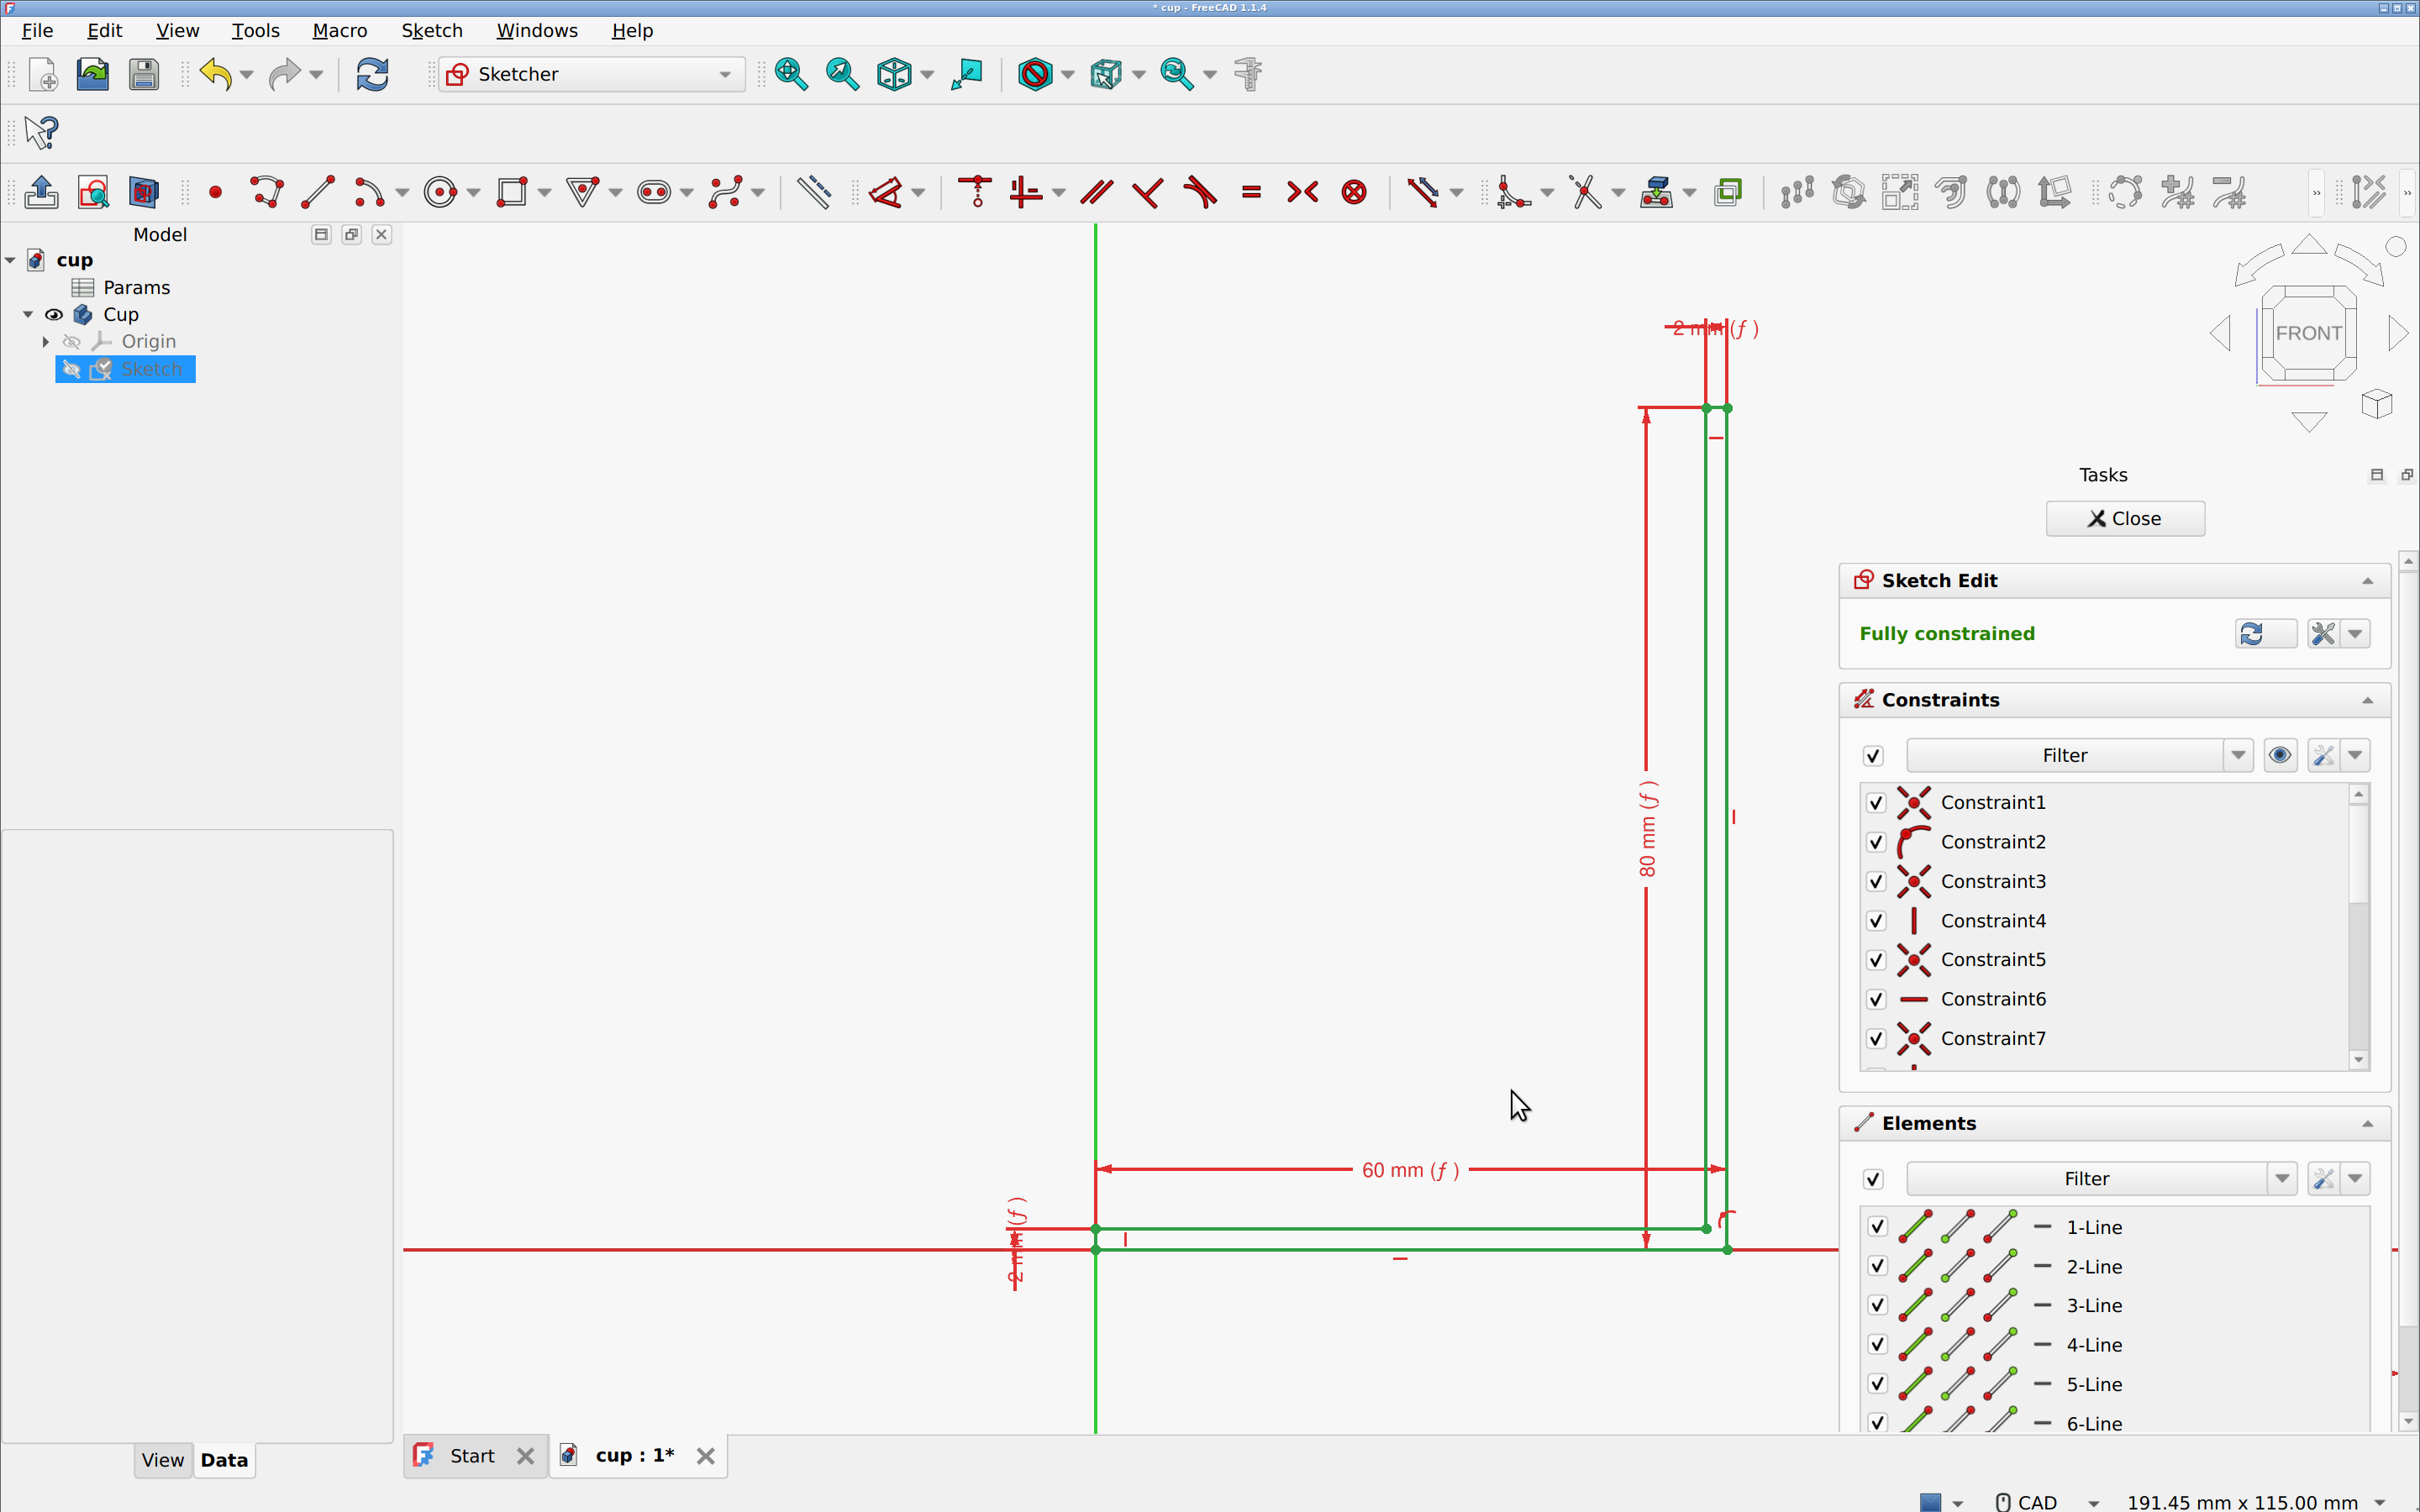 * cup - FreeCAD 1.1.4
File Edit View Tools Macro Sketch Windows Help
Sketcher
Model
cup
Params
Cup
Origin
Sketch
2 mm (ƒ )
FRONT
80 mm (ƒ )
60 mm (ƒ )
2 mm (ƒ )
Tasks
Close
Sketch Edit
Fully constrained
Constraints
Filter
Constraint1
Constraint2
Constraint3
Constraint4
Constraint5
Constraint6
Constraint7
Elements
Filter
1-Line
2-Line
3-Line
4-Line
5-Line
6-Line
View Data
Start
cup : 1*
CAD
191.45 mm x 115.00 mm